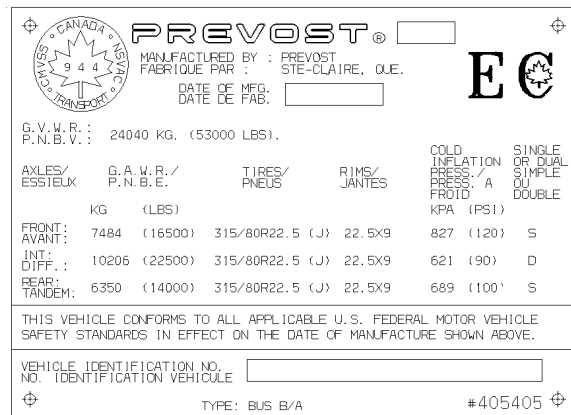 CANADA
CMVSS NSVAC
944
TRANSPORT
PREVOST®
MANUFACTURED BY : PREVOST
FABRIQUE PAR : STE-CLAIRE, QUE.
DATE OF MFG.
DATE DE FAB.
EC
G.V.W.R.:
P.N.B.V.: 24040 KG. (53000 LBS).
AXLES/
ESSIEUX
G.A.W.R./
P.N.B.E.
TIRES/
PNEUS
RIMS/
JANTES
COLD
INFLATION
PRESS./
PRESS. A
FROID
SINGLE
OR DUAL
SIMPLE
OU
DOUBLE
KG (LBS) KPA (PSI)
FRONT:
AVANT: 7484 (16500) 315/80R22.5 (J) 22.5X9 827 (120) S
INT:
DIFF.: 10206 (22500) 315/80R22.5 (J) 22.5X9 621 (90) D
REAR:
TANDEM: 6350 (14000) 315/80R22.5 (J) 22.5X9 689 (100) S
THIS VEHICLE CONFORMS TO ALL APPLICABLE U.S. FEDERAL MOTOR VEHICLE
SAFETY STANDARDS IN EFFECT ON THE DATE OF MANUFACTURE SHOWN ABOVE.
VEHICLE IDENTIFICATION NO.
NO. IDENTIFICATION VEHICULE
TYPE: BUS B/A #405405